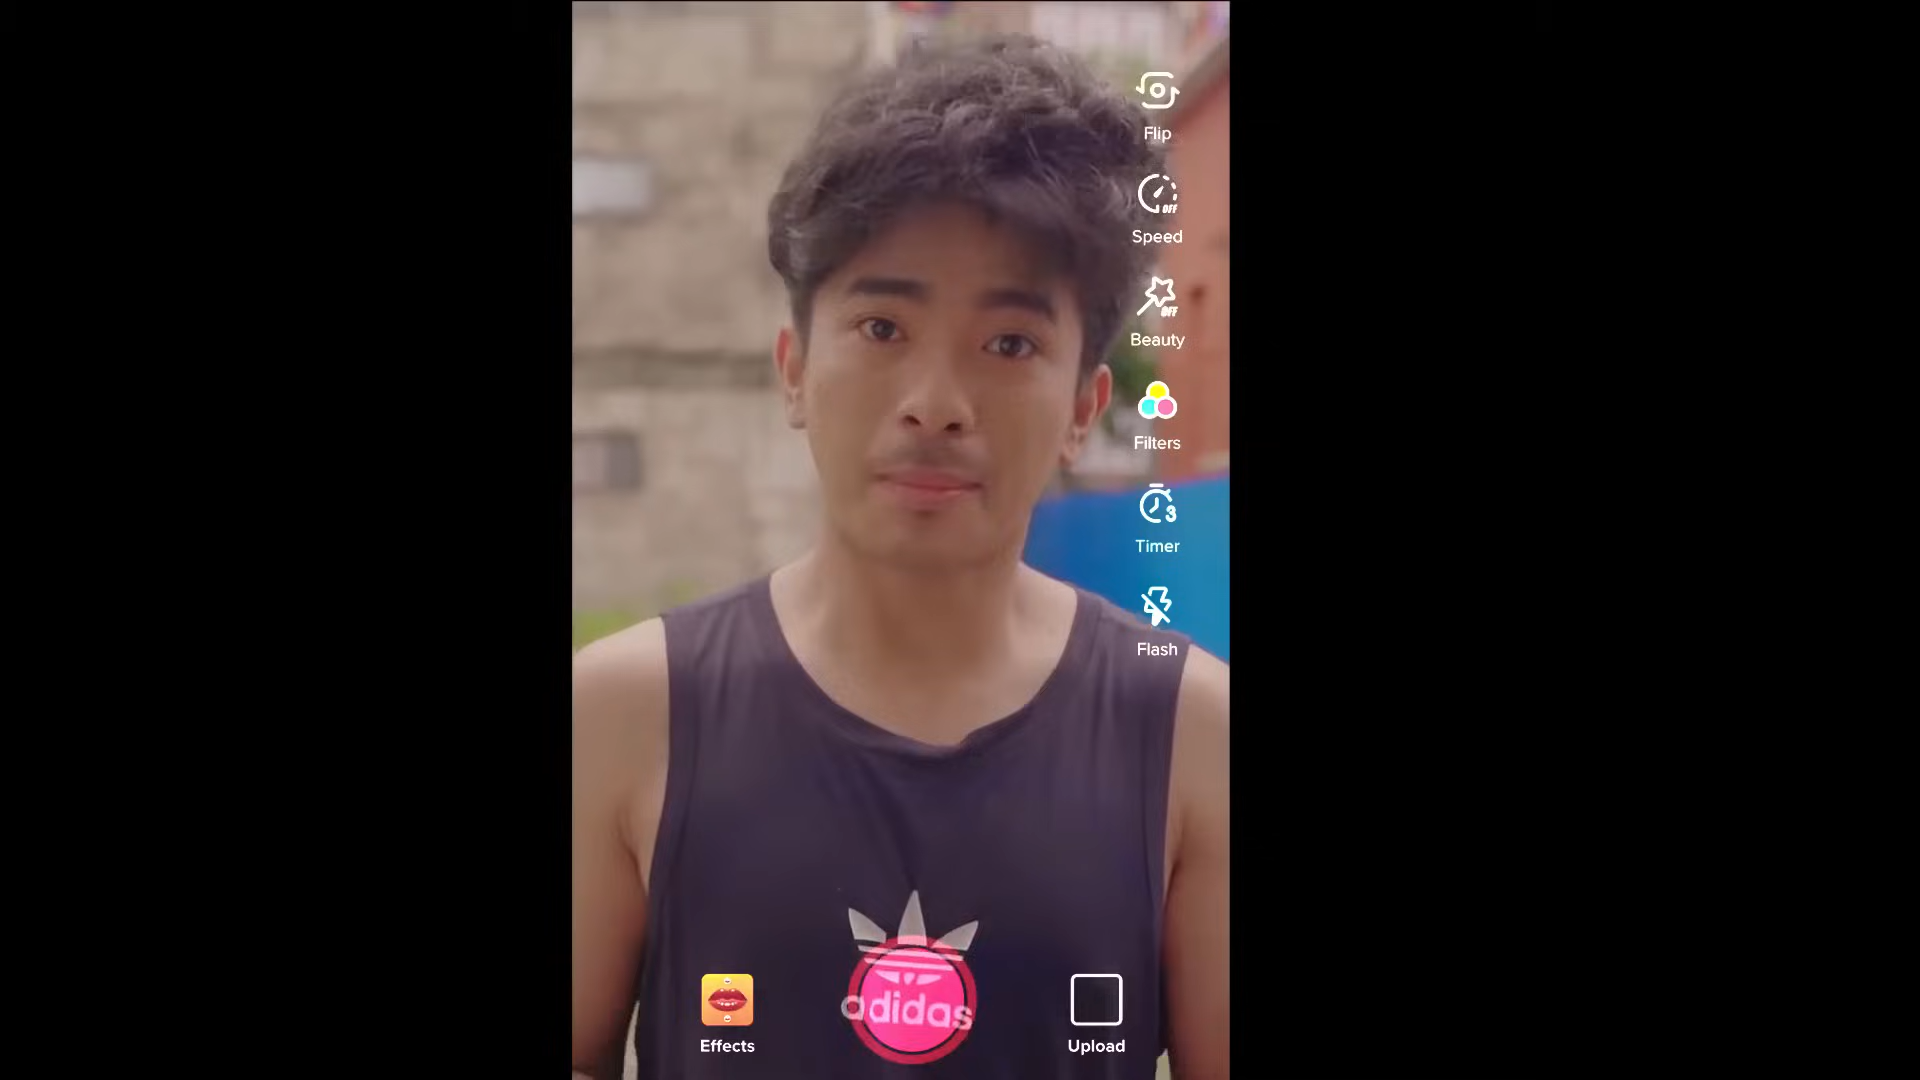 Flip
OFF
Speed
OFF
Beauty
Filters
3
Timer
Flash
adidas
Effects
Upload